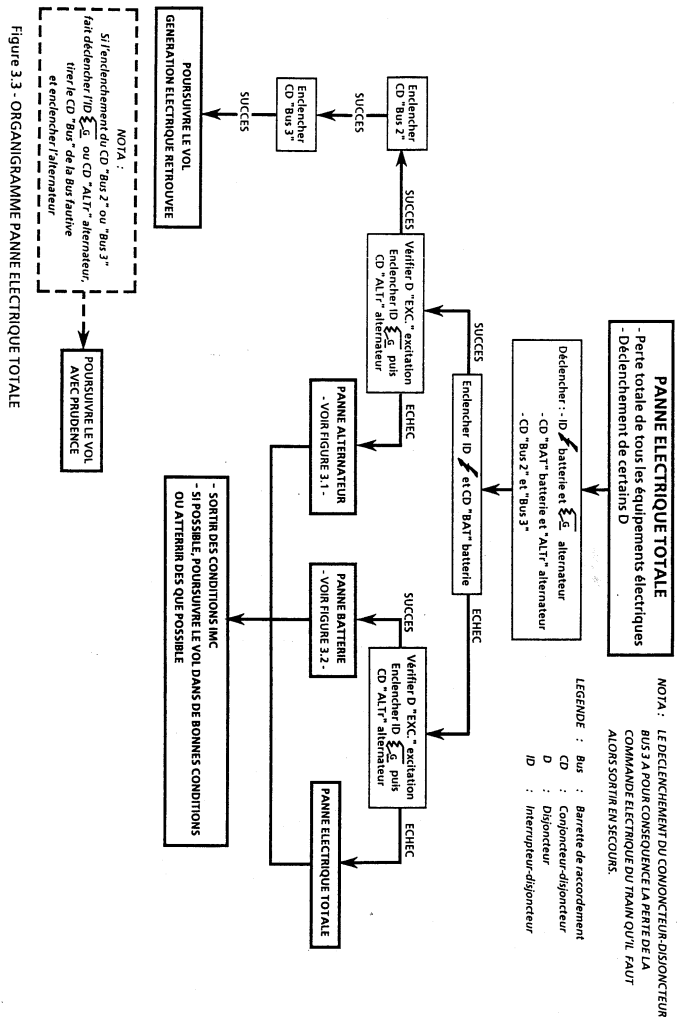 PANNE ELECTRIQUE TOTALE
- Perte totale de tous les équipements électriques
- Déclenchement de certains D
NOTA : LE DECLENCHEMENT DU CONJONCTEUR-DISJONCTEUR
BUS 3 A POUR CONSEQUENCE LA PERTE DE LA
COMMANDE ELECTRIQUE DU TRAIN QU'IL FAUT
ALORS SORTIR EN SECOURS.
LEGENDE : Bus : Barrette de raccordement
CD : Conjoncteur-disjoncteur
D : Disjoncteur
ID : Interrupteur-disjoncteur
Déclencher : - ID batterie et G alternateur
- CD "BAT" batterie et "ALTr" alternateur
- CD "Bus 2" et "Bus 3"
Enclencher ID et CD "BAT" batterie
SUCCES
ECHEC
Vérifier D "EXC." excitation
Enclencher ID G puis
CD "ALTr" alternateur
SUCCES
ECHEC
Vérifier D "EXC." excitation
Enclencher ID G puis
CD "ALTr" alternateur
SUCCES
ECHEC
Enclencher
CD "Bus 2"
SUCCES
Enclencher
CD "Bus 3"
SUCCES
POURSUIVRE LE VOL
GENERATION ELECTRIQUE RETROUVEE
PANNE ALTERNATEUR
- VOIR FIGURE 3.1 -
PANNE BATTERIE
- VOIR FIGURE 3.2 -
PANNE ELECTRIQUE TOTALE
- SORTIR DES CONDITIONS IMC
- SI POSSIBLE, POURSUIVRE LE VOL DANS DE BONNES CONDITIONS
OU ATTERRIR DES QUE POSSIBLE
NOTA :
Si l'enclenchement du CD "Bus 2" ou "Bus 3"
fait déclencher l'ID G ou CD "ALTr" alternateur,
tirer le CD "Bus" de la Bus fautive
et enclencher l'alternateur
POURSUIVRE LE VOL
AVEC PRUDENCE
Figure 3.3 - ORGANIGRAMME PANNE ELECTRIQUE TOTALE